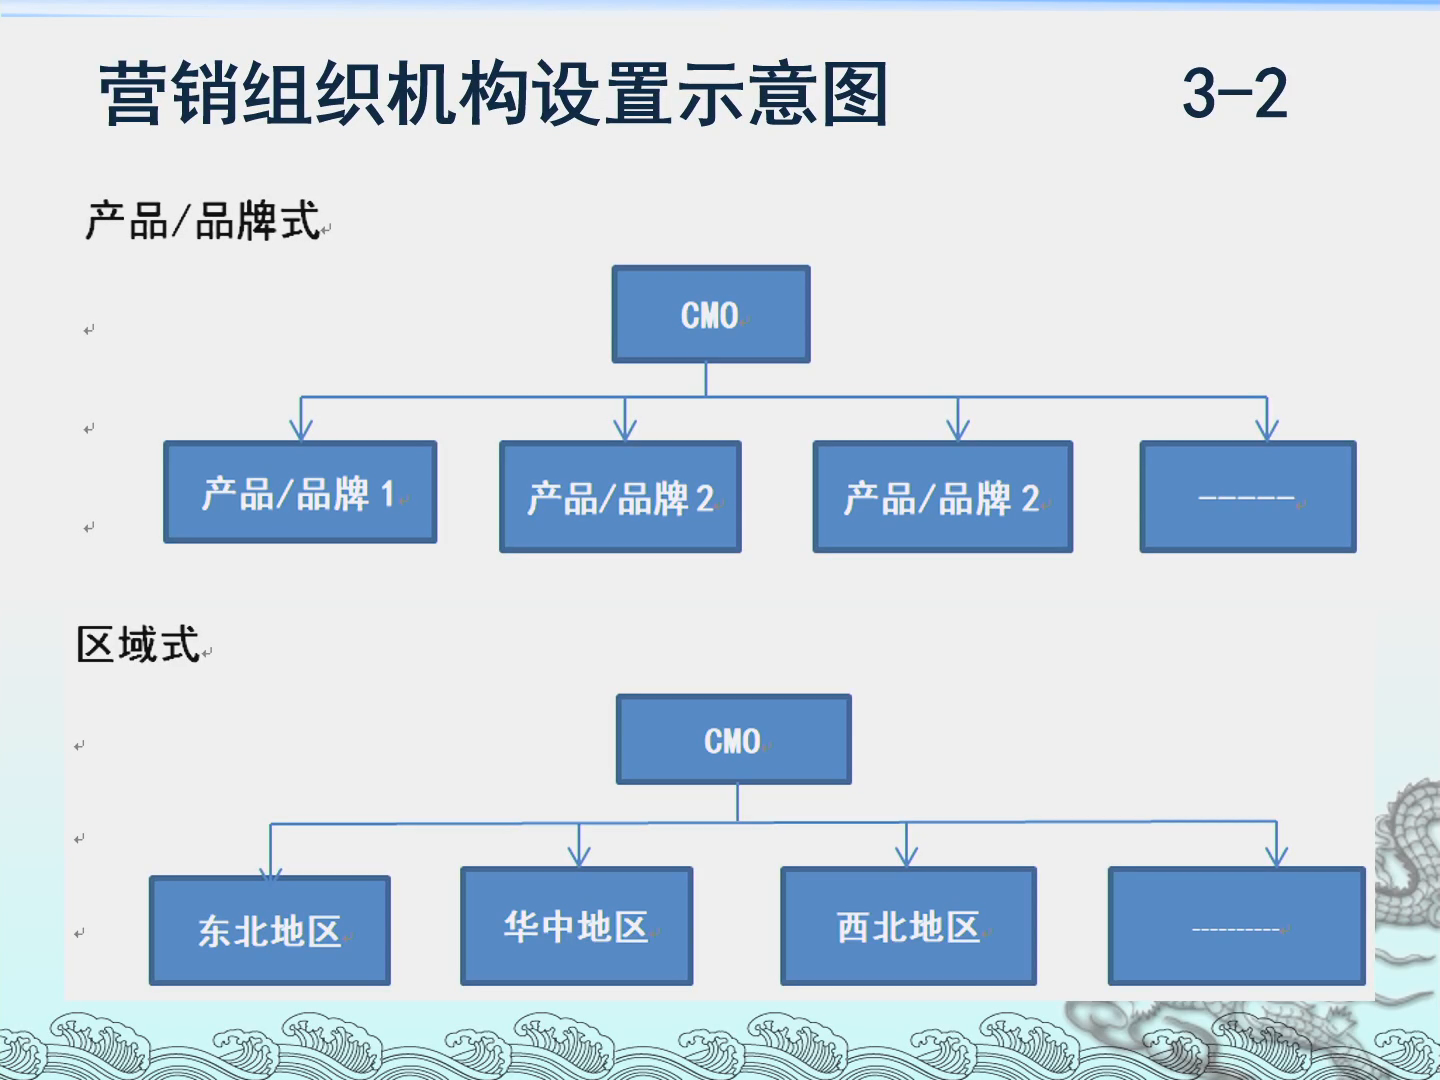 营销组织机构设置示意图 3-2
产品/品牌式
CMO
产品/品牌1 产品/品牌2 产品/品牌2 -----
区域式
CMO
东北地区 华中地区 西北地区 ----------